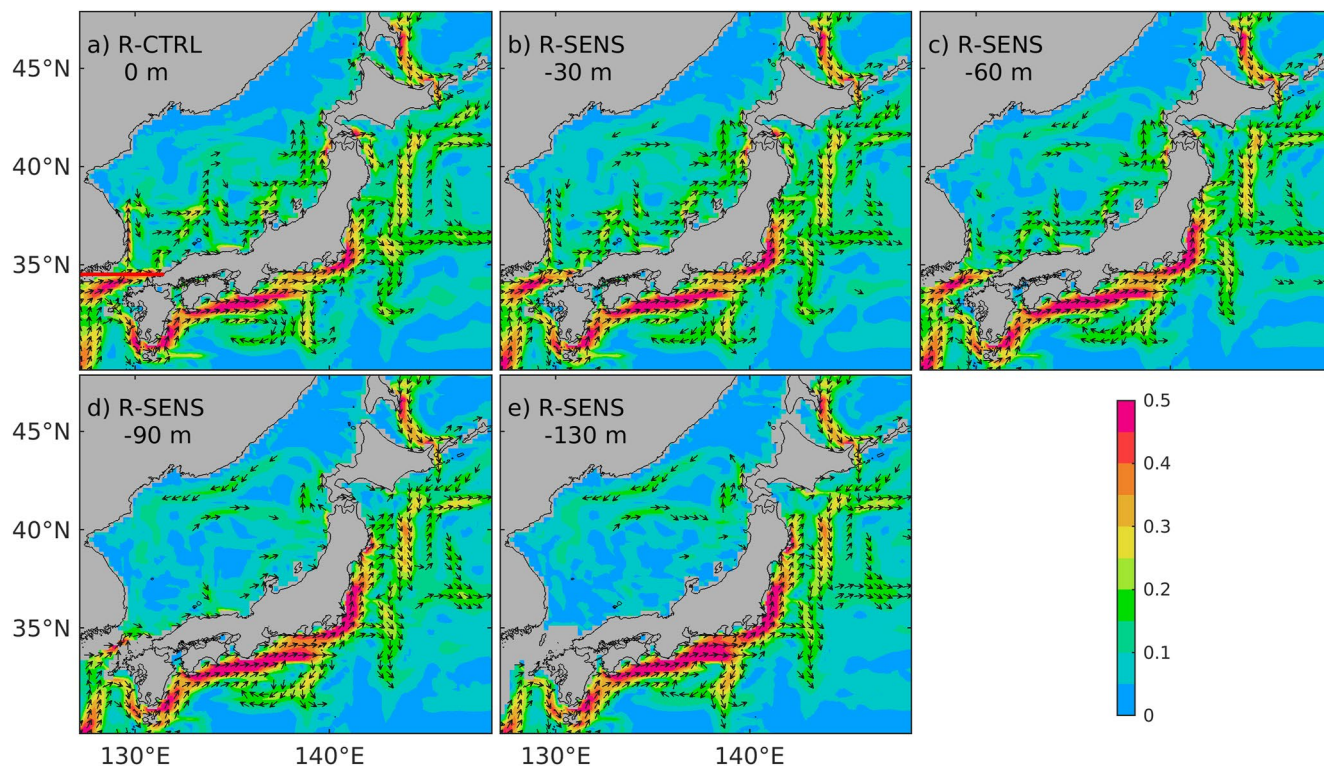 a) R-CTRL
0 m
b) R-SENS
-30 m
c) R-SENS
-60 m
45°N
40°N
35°N
d) R-SENS
-90 m
e) R-SENS
-130 m
45°N
40°N
35°N
130°E
140°E
130°E
140°E
0.5
0.4
0.3
0.2
0.1
0